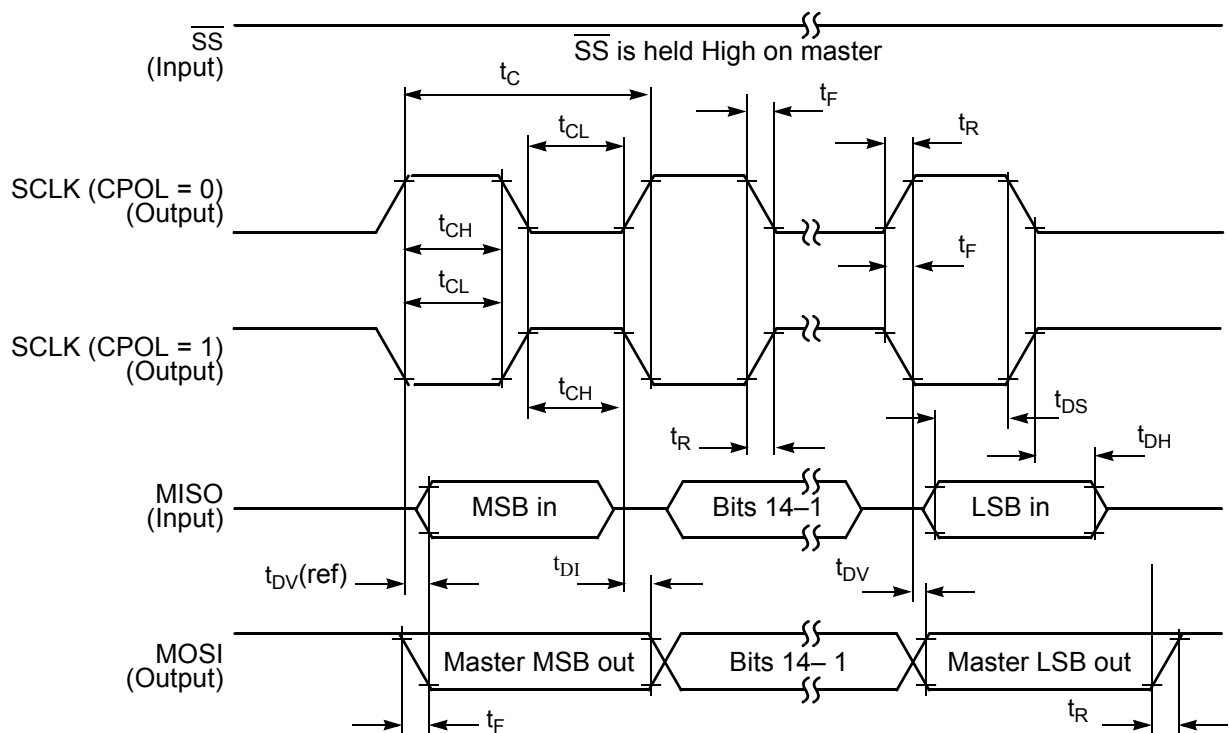 SS
(Input)
SS is held High on master
tC
tF
tCL
tR
SCLK (CPOL = 0)
(Output)
tCH
tF
tCL
SCLK (CPOL = 1)
(Output)
tCH
tDS
tR
tDH
MISO
(Input)
MSB in
Bits 14–1
LSB in
tDV(ref)
tDI
tDV
MOSI
(Output)
Master MSB out
Bits 14– 1
Master LSB out
tF
tR